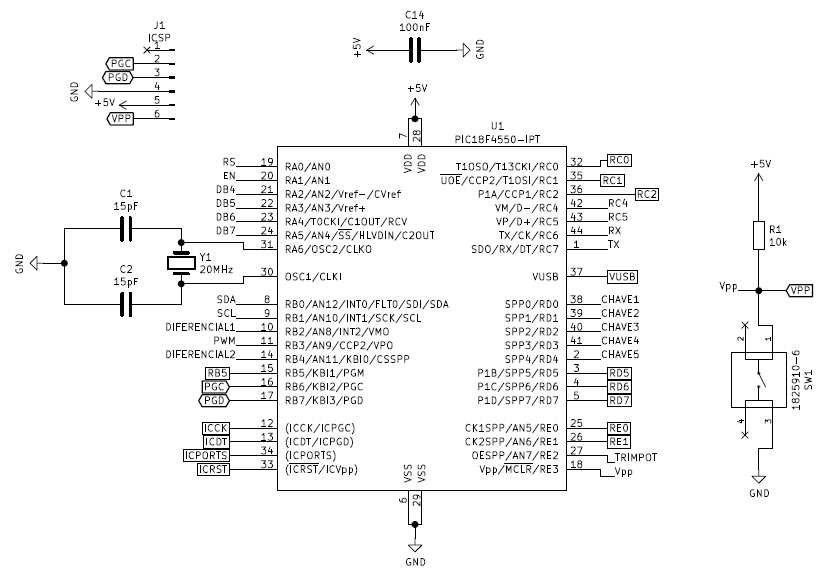 J1
ICSP
1
PGC 2
PGD 3
GND 4
+5V 5
VPP 6
C14
100nF
+5V
GND
+5V
U1
PIC18F4550-IPT
7 28
VDD VDD
RS 19 RA0/AN0
EN 20 RA1/AN1
DB4 21 RA2/AN2/Vref-/CVref
DB5 22 RA3/AN3/Vref+
DB6 23 RA4/T0CKI/C1OUT/RCV
DB7 24 RA5/AN4/SS/HLVDIN/C2OUT
31 RA6/OSC2/CLKO
30 OSC1/CLKI
SDA 8 RB0/AN12/INT0/FLT0/SDI/SDA
SCL 9 RB1/AN10/INT1/SCK/SCL
DIFERENCIAL1 10 RB2/AN8/INT2/VMO
PWM 11 RB3/AN9/CCP2/VPO
DIFERENCIAL2 14 RB4/AN11/KBI0/CSSPP
RB5 15 RB5/KBI1/PGM
PGC 16 RB6/KBI2/PGC
PGD 17 RB7/KBI3/PGD
ICCK 12 (ICCK/ICPGC)
ICDT 13 (ICDT/ICPGD)
ICPORTS 34 (ICPORTS)
ICRST 33 (ICRST/ICVpp)
T1OSO/T13CKI/RC0 32 RC0
UOE/CCP2/T1OSI/RC1 35 RC1
P1A/CCP1/RC2 36 RC2
VM/D-/RC4 42 RC4
VP/D+/RC5 43 RC5
TX/CK/RC6 44 RX
SDO/RX/DT/RC7 1 TX
VUSB 37 VUSB
SPP0/RD0 38 CHAVE1
SPP1/RD1 39 CHAVE2
SPP2/RD2 40 CHAVE3
SPP3/RD3 41 CHAVE4
SPP4/RD4 2 CHAVE5
P1B/SPP5/RD5 3 RD5
P1C/SPP6/RD6 4 RD6
P1D/SPP7/RD7 5 RD7
CK1SPP/AN5/RE0 25 RE0
CK2SPP/AN6/RE1 26 RE1
OESPP/AN7/RE2 27 TRIMPOT
Vpp/MCLR/RE3 18 Vpp
VSS VSS
6 29
GND
C1
15pF
Y1
20MHz
GND
C2
15pF
+5V
R1
10k
Vpp VPP
2 1
4 3
1825910-6
SW1
GND